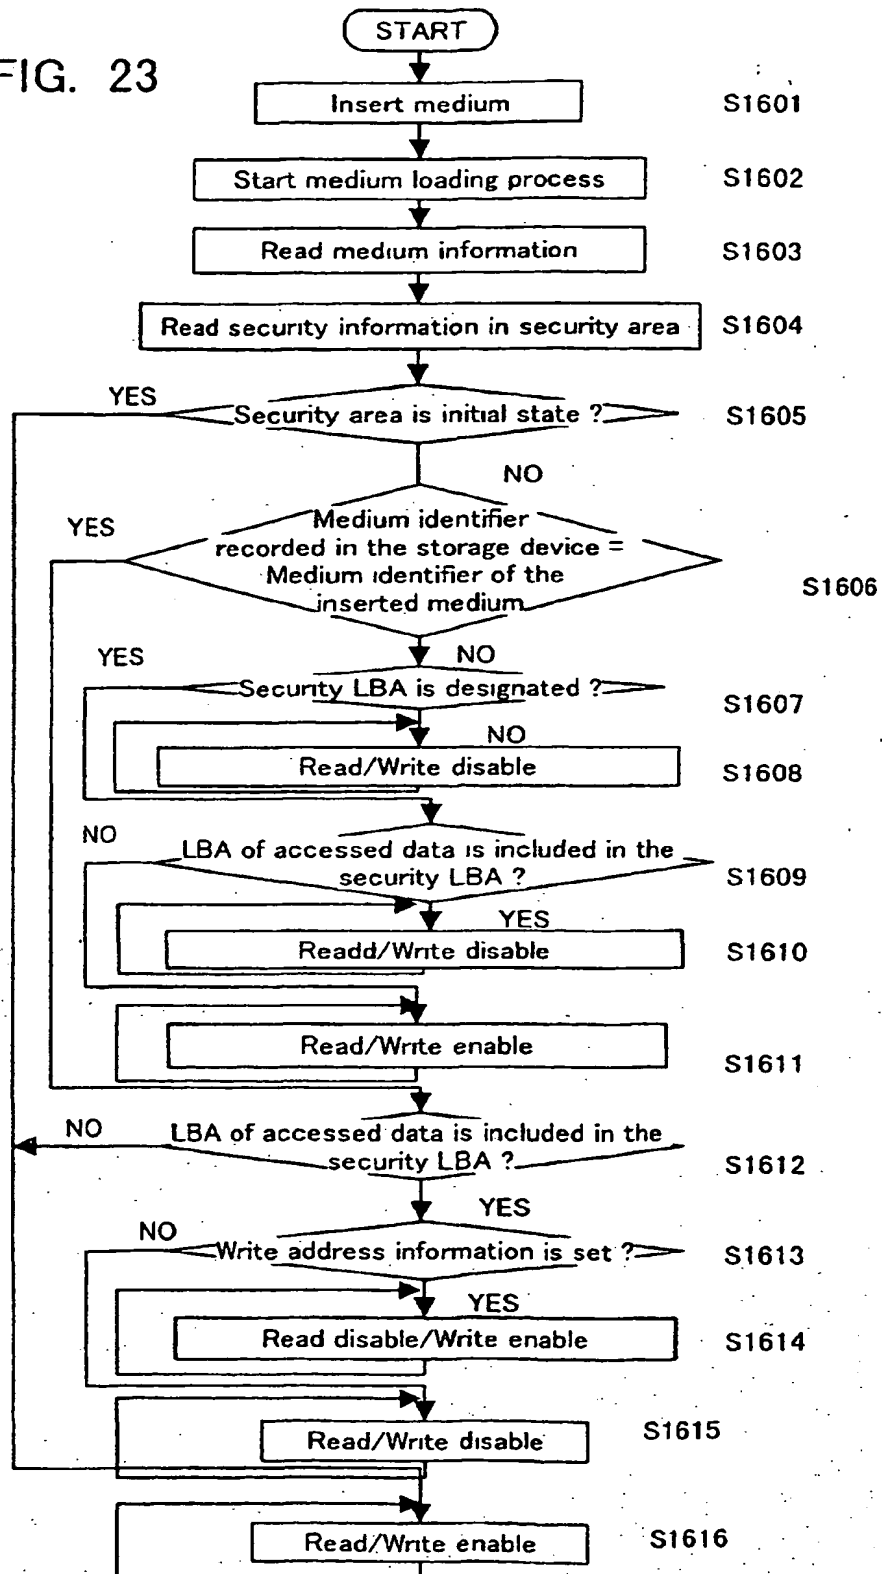 START
FIG. 23
Insert medium S1601
Start medium loading process S1602
Read medium information S1603
Read security information in security area S1604
YES
Security area is initial state ? S1605
NO
YES
Medium identifier
recorded in the storage device =
Medium identifier of the
inserted medium
S1606
YES NO
Security LBA is designated ? S1607
NO
Read/Write disable S1608
NO
LBA of accessed data is included in the
security LBA ? S1609
YES
Readd/Write disable S1610
Read/Write enable S1611
NO
LBA of accessed data is included in the
security LBA ? S1612
YES
NO
Write address information is set ? S1613
YES
Read disable/Write enable S1614
Read/Write disable S1615
Read/Write enable S1616